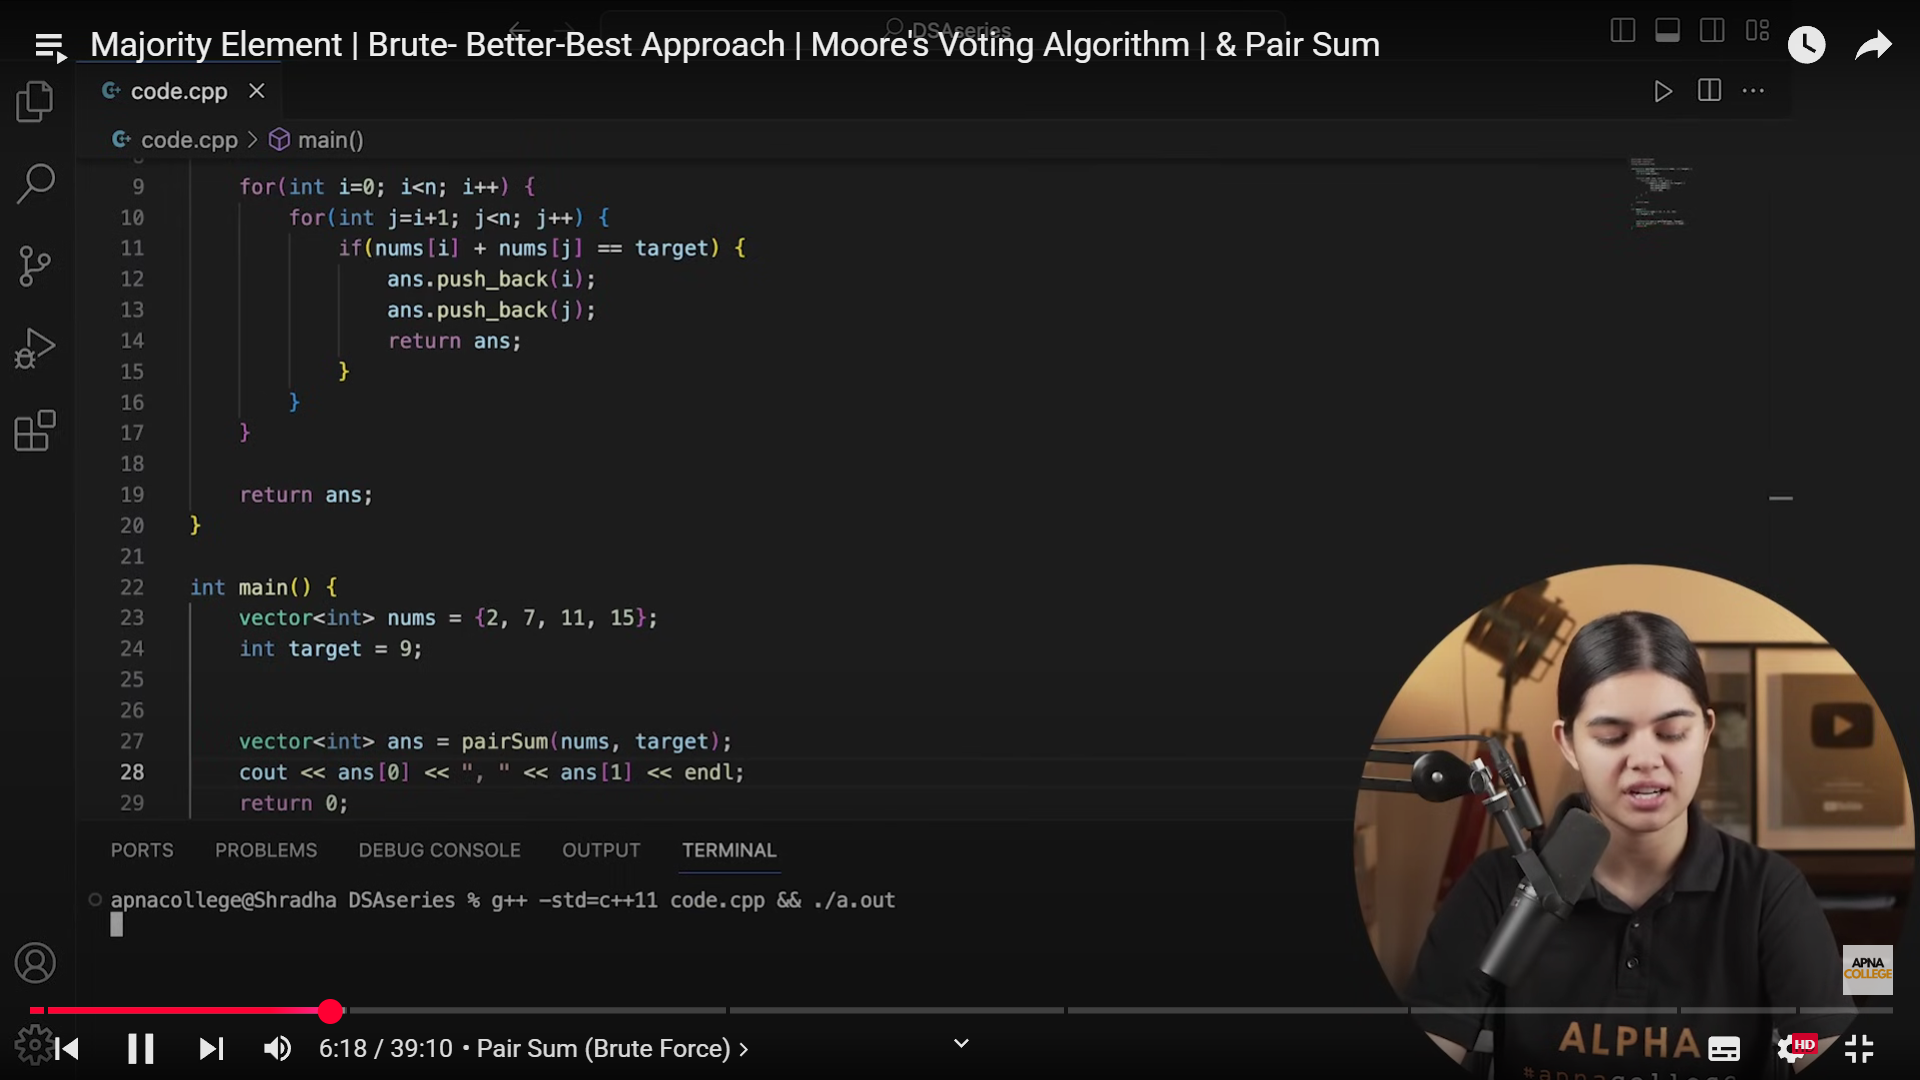 DSAseries
Majority Element | Brute- Better-Best Approach | Moore's Voting Algorithm | & Pair Sum
code.cpp
code.cpp > main()
9 for(int i=0; i<n; i++) {
10 for(int j=i+1; j<n; j++) {
11 if(nums[i] + nums[j] == target) {
12 ans.push_back(i);
13 ans.push_back(j);
14 return ans;
15 }
16 }
17 }
18
19 return ans;
20 }
21
22 int main() {
23 vector<int> nums = {2, 7, 11, 15};
24 int target = 9;
25
26
27 vector<int> ans = pairSum(nums, target);
28 cout << ans[0] << ", " << ans[1] << endl;
29 return 0;
PORTS PROBLEMS DEBUG CONSOLE OUTPUT TERMINAL
apnacollege@Shradha DSAseries % g++ -std=c++11 code.cpp && ./a.out
APNA
COLLEGE
6:18 / 39:10 • Pair Sum (Brute Force) >
ALPHA
HD